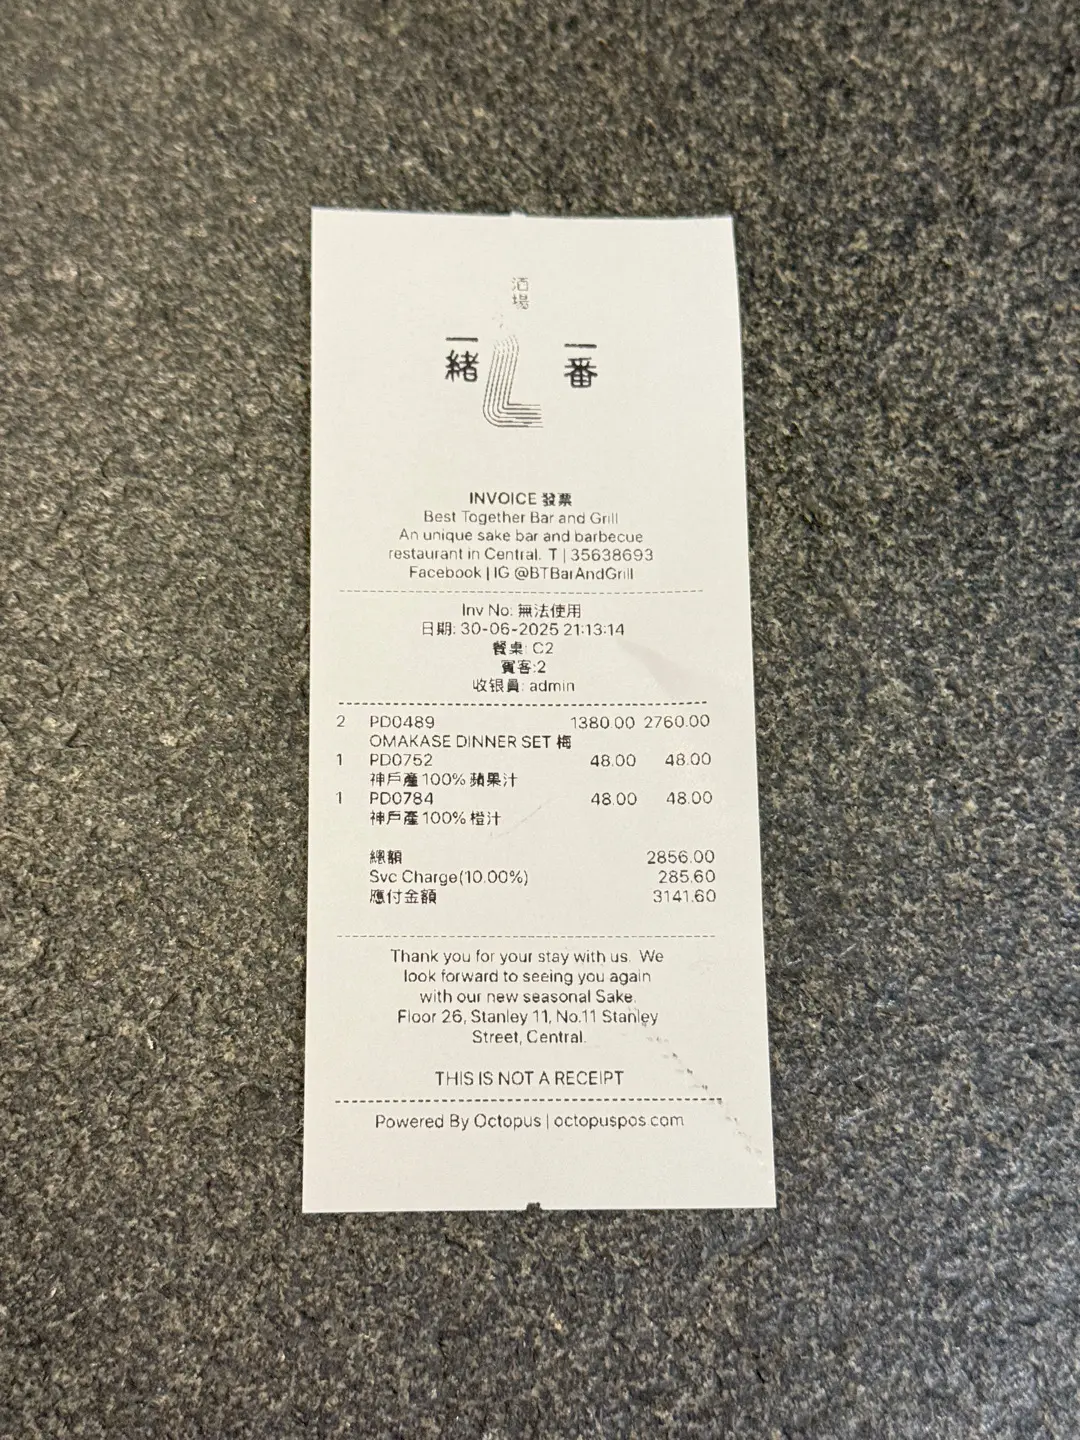 酒場
一緒
一番
INVOICE 發票
Best Together Bar and Grill
An unique sake bar and barbecue
restaurant in Central. T | 35638693
Facebook | IG @BTBarAndGrill
Inv No: 無法使用
日期: 30-06-2025 21:13:14
餐桌: C2
賓客:2
收银員: admin
2 PD0489 1380.00 2760.00
OMAKASE DINNER SET 梅
1 PD0752 48.00 48.00
神戶產100% 蘋果汁
1 PD0784 48.00 48.00
神戶產100% 橙汁
總額 2856.00
Svc Charge(10.00%) 285.60
應付金額 3141.60
Thank you for your stay with us. We
look forward to seeing you again
with our new seasonal Sake.
Floor 26, Stanley 11, No.11 Stanley
Street, Central.
THIS IS NOT A RECEIPT
Powered By Octopus | octopuspos.com